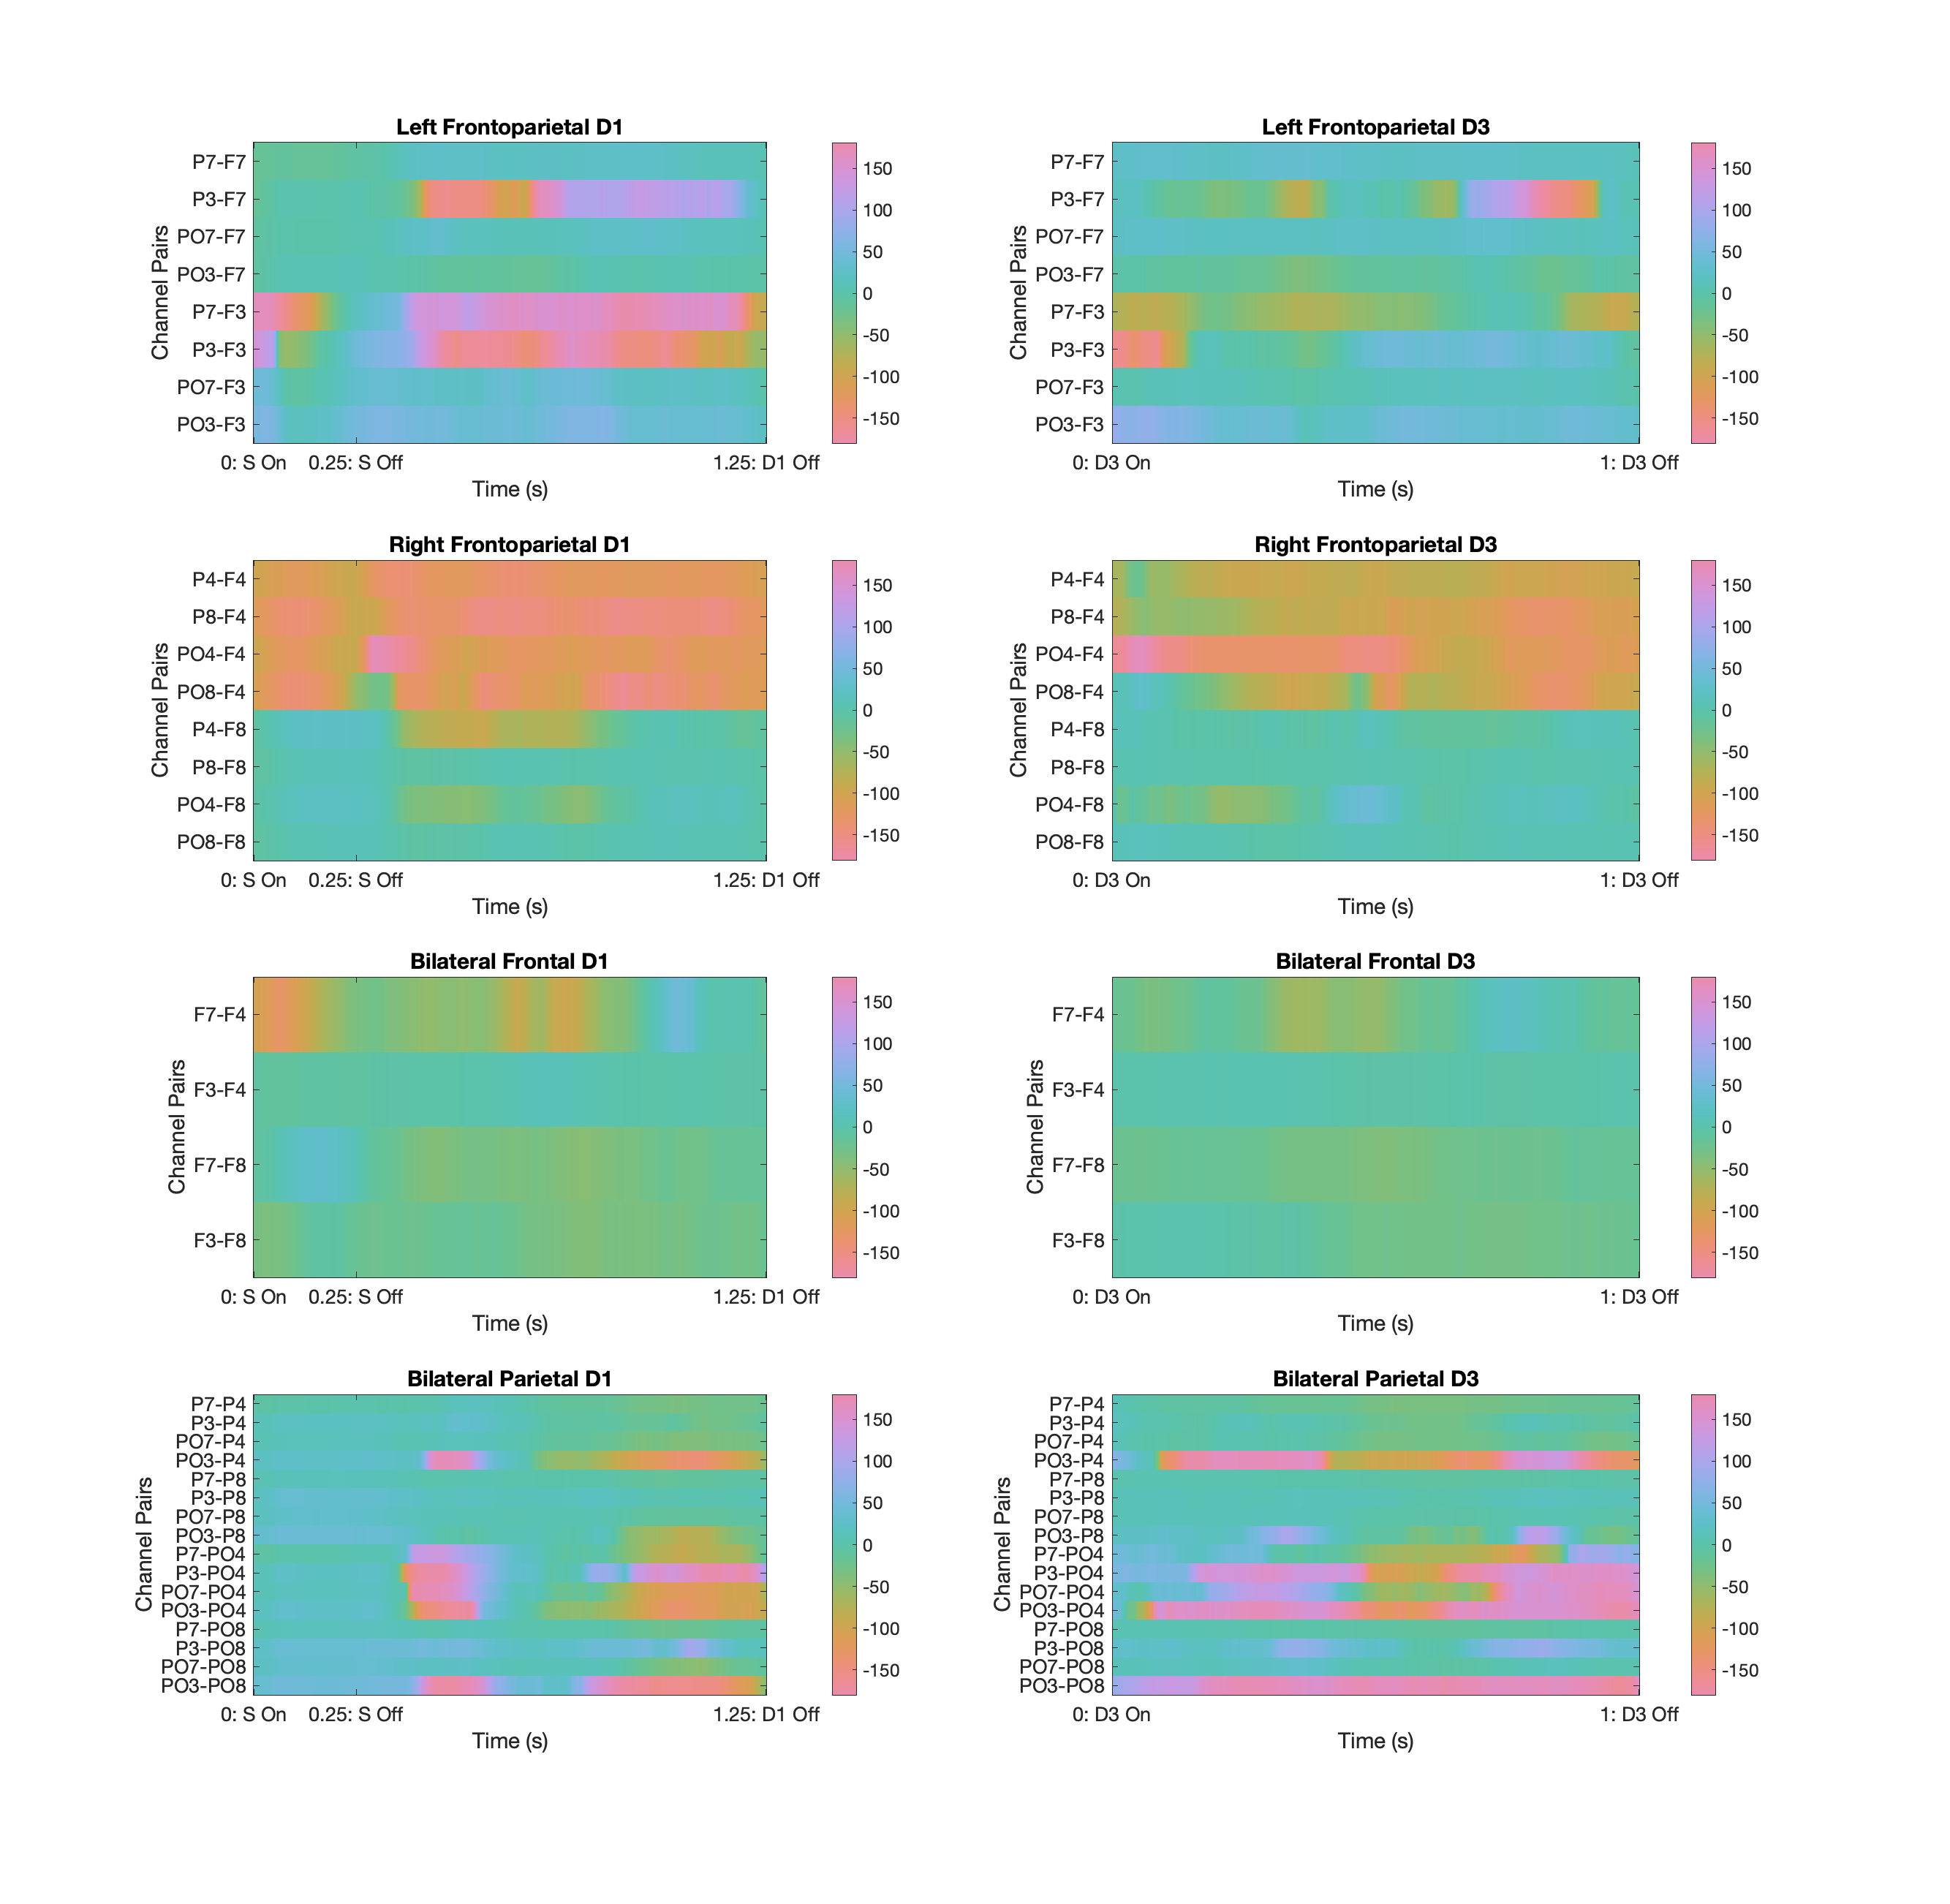 Left Frontoparietal D1
Channel Pairs
P7-F7
P3-F7
PO7-F7
PO3-F7
P7-F3
P3-F3
PO7-F3
PO3-F3
0: S On 0.25: S Off 1.25: D1 Off
Time (s)
150
100
50
0
-50
-100
-150
Left Frontoparietal D3
Channel Pairs
P7-F7
P3-F7
PO7-F7
PO3-F7
P7-F3
P3-F3
PO7-F3
PO3-F3
0: D3 On 1: D3 Off
Time (s)
150
100
50
0
-50
-100
-150
Right Frontoparietal D1
Channel Pairs
P4-F4
P8-F4
PO4-F4
PO8-F4
P4-F8
P8-F8
PO4-F8
PO8-F8
0: S On 0.25: S Off 1.25: D1 Off
Time (s)
150
100
50
0
-50
-100
-150
Right Frontoparietal D3
Channel Pairs
P4-F4
P8-F4
PO4-F4
PO8-F4
P4-F8
P8-F8
PO4-F8
PO8-F8
0: D3 On 1: D3 Off
Time (s)
150
100
50
0
-50
-100
-150
Bilateral Frontal D1
Channel Pairs
F7-F4
F3-F4
F7-F8
F3-F8
0: S On 0.25: S Off 1.25: D1 Off
Time (s)
150
100
50
0
-50
-100
-150
Bilateral Frontal D3
Channel Pairs
F7-F4
F3-F4
F7-F8
F3-F8
0: D3 On 1: D3 Off
Time (s)
150
100
50
0
-50
-100
-150
Bilateral Parietal D1
Channel Pairs
P7-P4
P3-P4
PO7-P4
PO3-P4
P7-P8
P3-P8
PO7-P8
PO3-P8
P7-PO4
P3-PO4
PO7-PO4
PO3-PO4
P7-PO8
P3-PO8
PO7-PO8
PO3-PO8
0: S On 0.25: S Off 1.25: D1 Off
Time (s)
150
100
50
0
-50
-100
-150
Bilateral Parietal D3
Channel Pairs
P7-P4
P3-P4
PO7-P4
PO3-P4
P7-P8
P3-P8
PO7-P8
PO3-P8
P7-PO4
P3-PO4
PO7-PO4
PO3-PO4
P7-PO8
P3-PO8
PO7-PO8
PO3-PO8
0: D3 On 1: D3 Off
Time (s)
150
100
50
0
-50
-100
-150